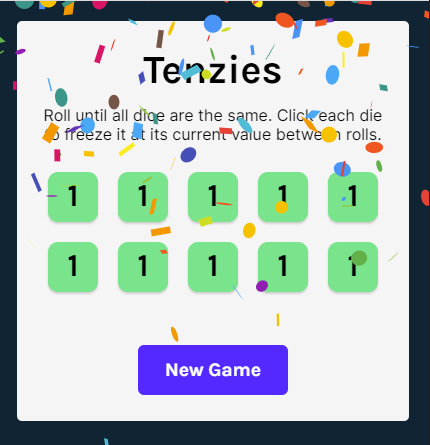 Tenzies
Roll until all dice are the same. Click each die
to freeze it at its current value between rolls.
1 1 1 1 1
1 1 1 1 1
New Game